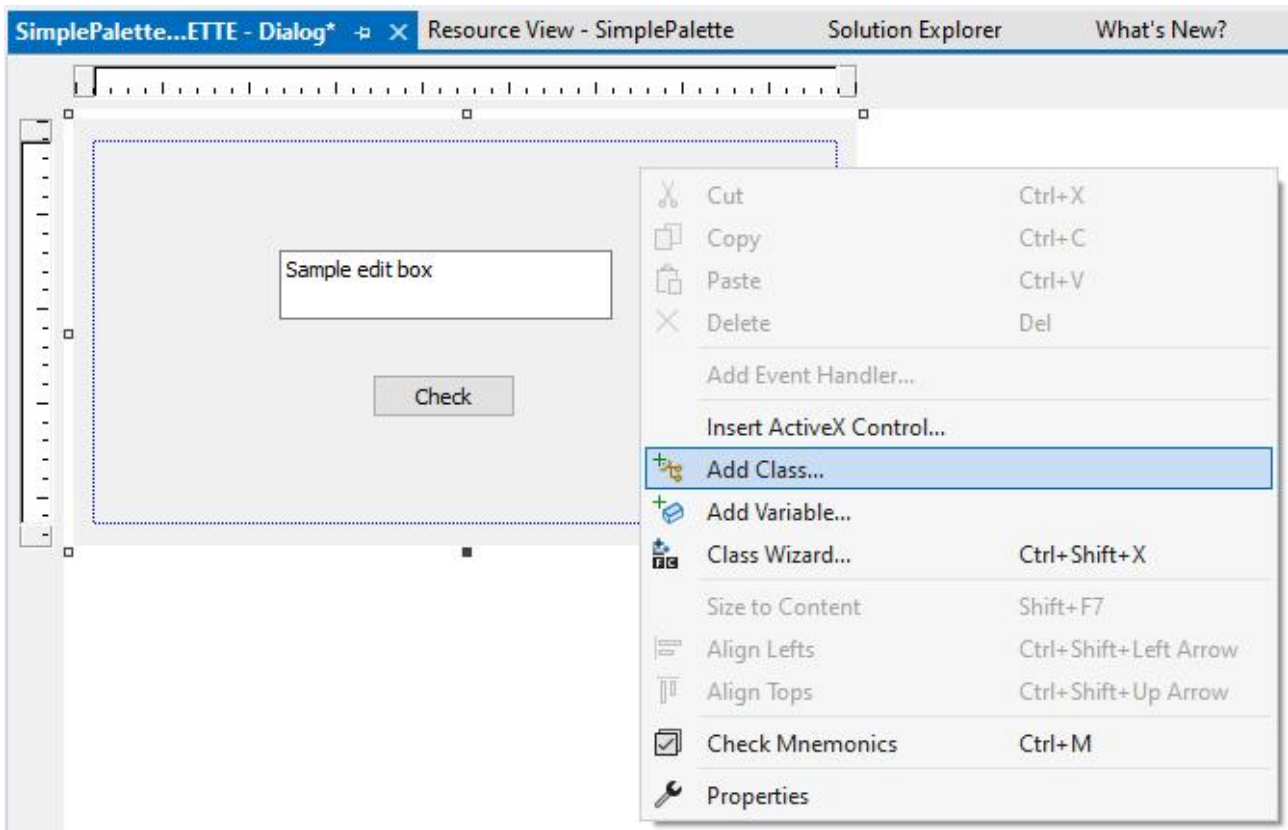 SimplePalette...ETTE - Dialog* Resource View - SimplePalette Solution Explorer What's New?
Sample edit box
Check
Cut Ctrl+X
Copy Ctrl+C
Paste Ctrl+V
Delete Del
Add Event Handler...
Insert ActiveX Control...
Add Class...
Add Variable...
Class Wizard... Ctrl+Shift+X
Size to Content Shift+F7
Align Lefts Ctrl+Shift+Left Arrow
Align Tops Ctrl+Shift+Up Arrow
Check Mnemonics Ctrl+M
Properties